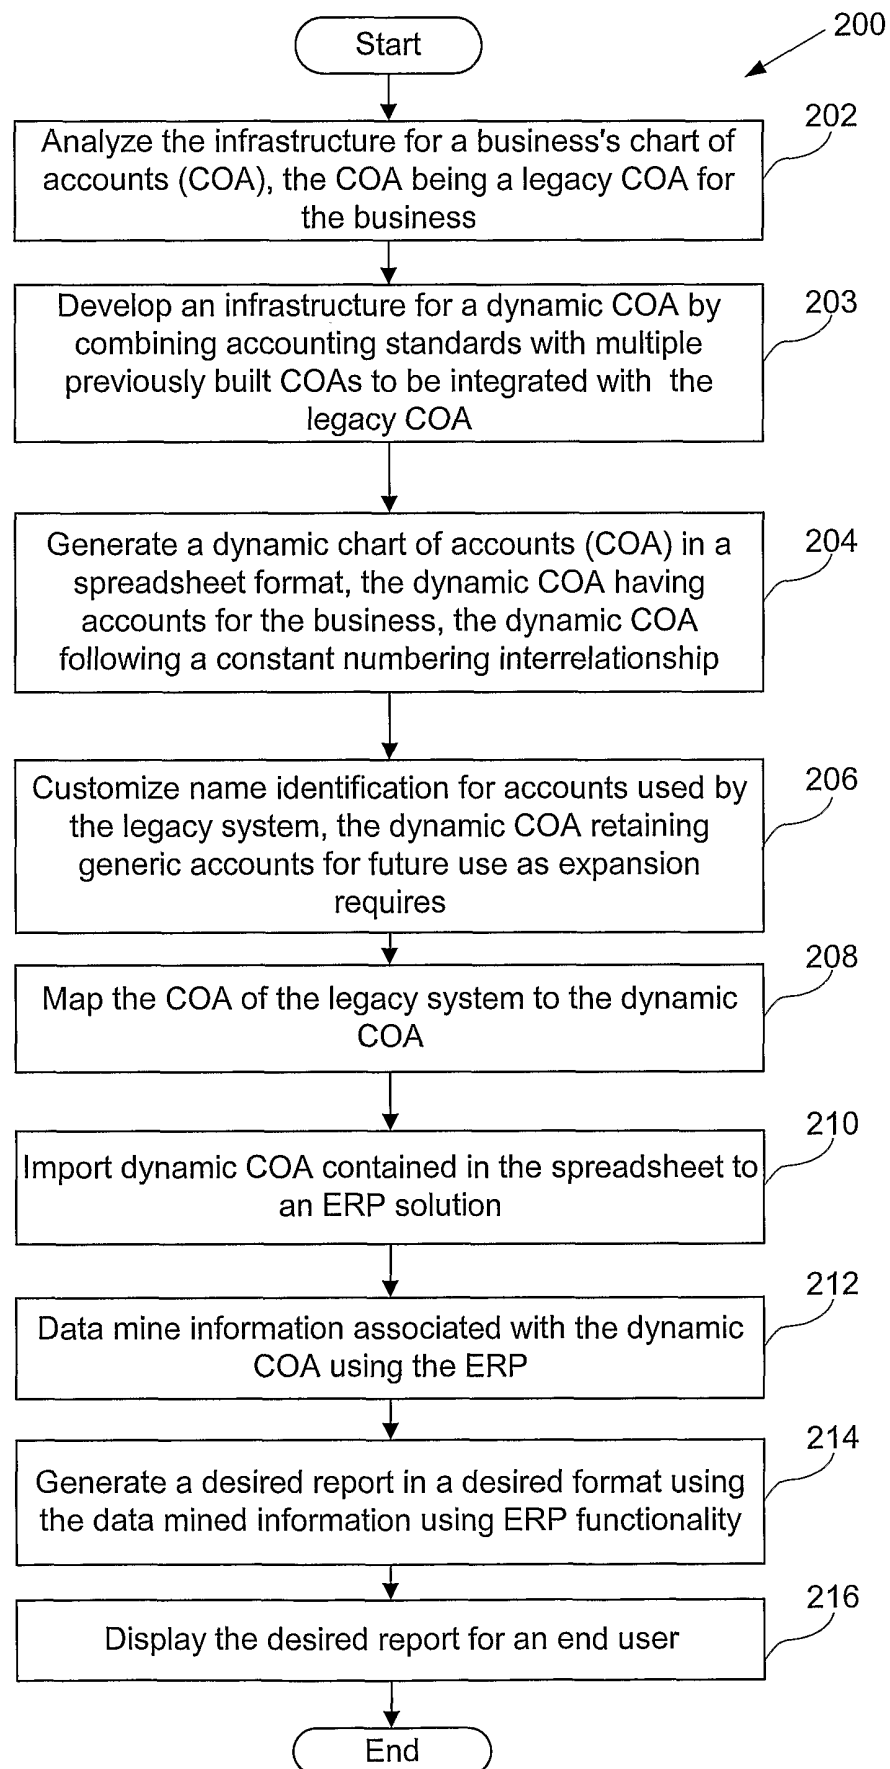 Start
200
202
Analyze the infrastructure for a business's chart of
accounts (COA), the COA being a legacy COA for
the business
203
Develop an infrastructure for a dynamic COA by
combining accounting standards with multiple
previously built COAs to be integrated with the
legacy COA
204
Generate a dynamic chart of accounts (COA) in a
spreadsheet format, the dynamic COA having
accounts for the business, the dynamic COA
following a constant numbering interrelationship
206
Customize name identification for accounts used by
the legacy system, the dynamic COA retaining
generic accounts for future use as expansion
requires
208
Map the COA of the legacy system to the dynamic
COA
210
Import dynamic COA contained in the spreadsheet to
an ERP solution
212
Data mine information associated with the dynamic
COA using the ERP
214
Generate a desired report in a desired format using
the data mined information using ERP functionality
216
Display the desired report for an end user
End